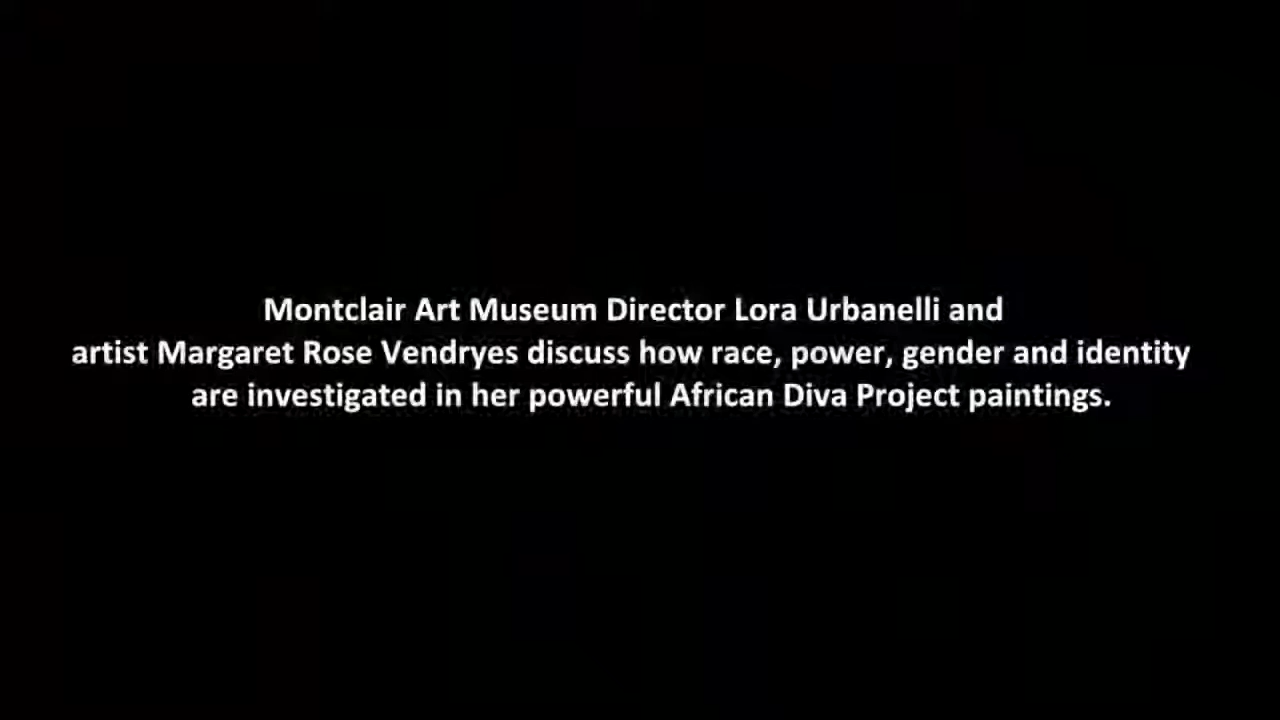 Montclair Art Museum Director Lora Urbanelli and
artist Margaret Rose Vendryes discuss how race, power, gender and identity
are investigated in her powerful African Diva Project paintings.